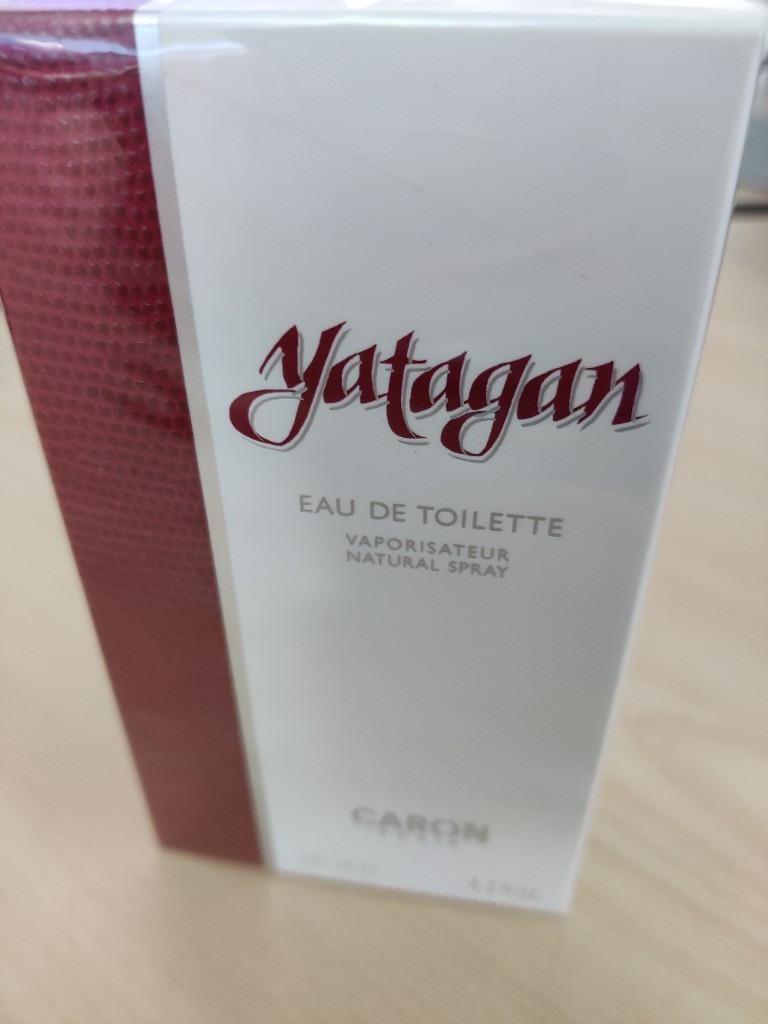 yatagan
EAU DE TOILETTE
VAPORISATEUR
NATURAL SPRAY
CARON